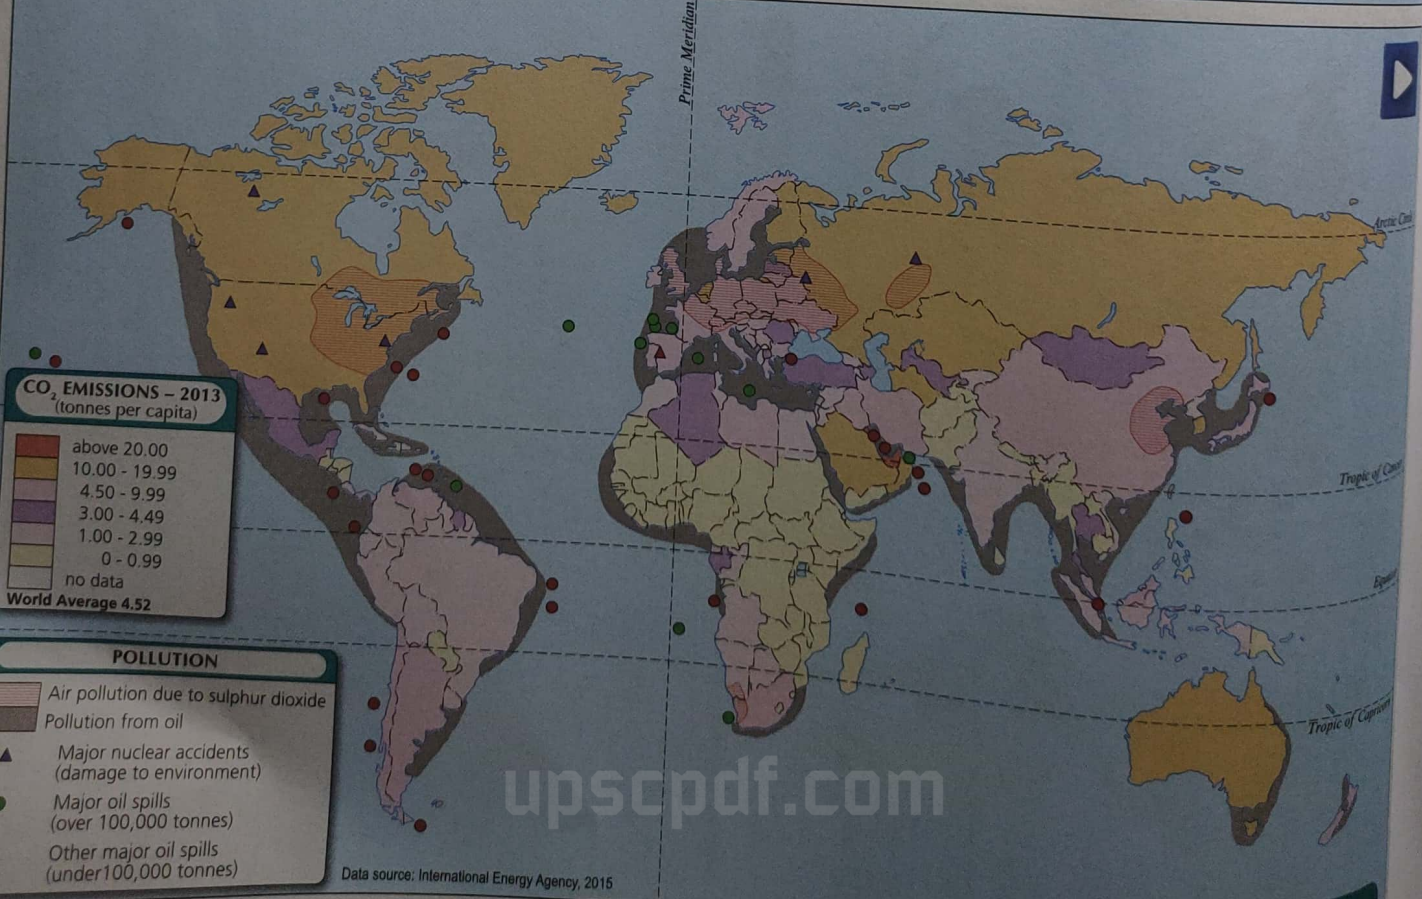 Prime Meridian
Arctic
CO2 EMISSIONS – 2013
(tonnes per capita)
above 20.00
10.00 - 19.99
4.50 - 9.99
3.00 - 4.49
1.00 - 2.99
0 - 0.99
no data
World Average 4.52
Tropic of
POLLUTION
Air pollution due to sulphur dioxide
Pollution from oil
Major nuclear accidents
(damage to environment)
Major oil spills
(over 100,000 tonnes)
Other major oil spills
(under100,000 tonnes)
Tropic of Capricorn
upscpdf.com
Data source: International Energy Agency, 2015